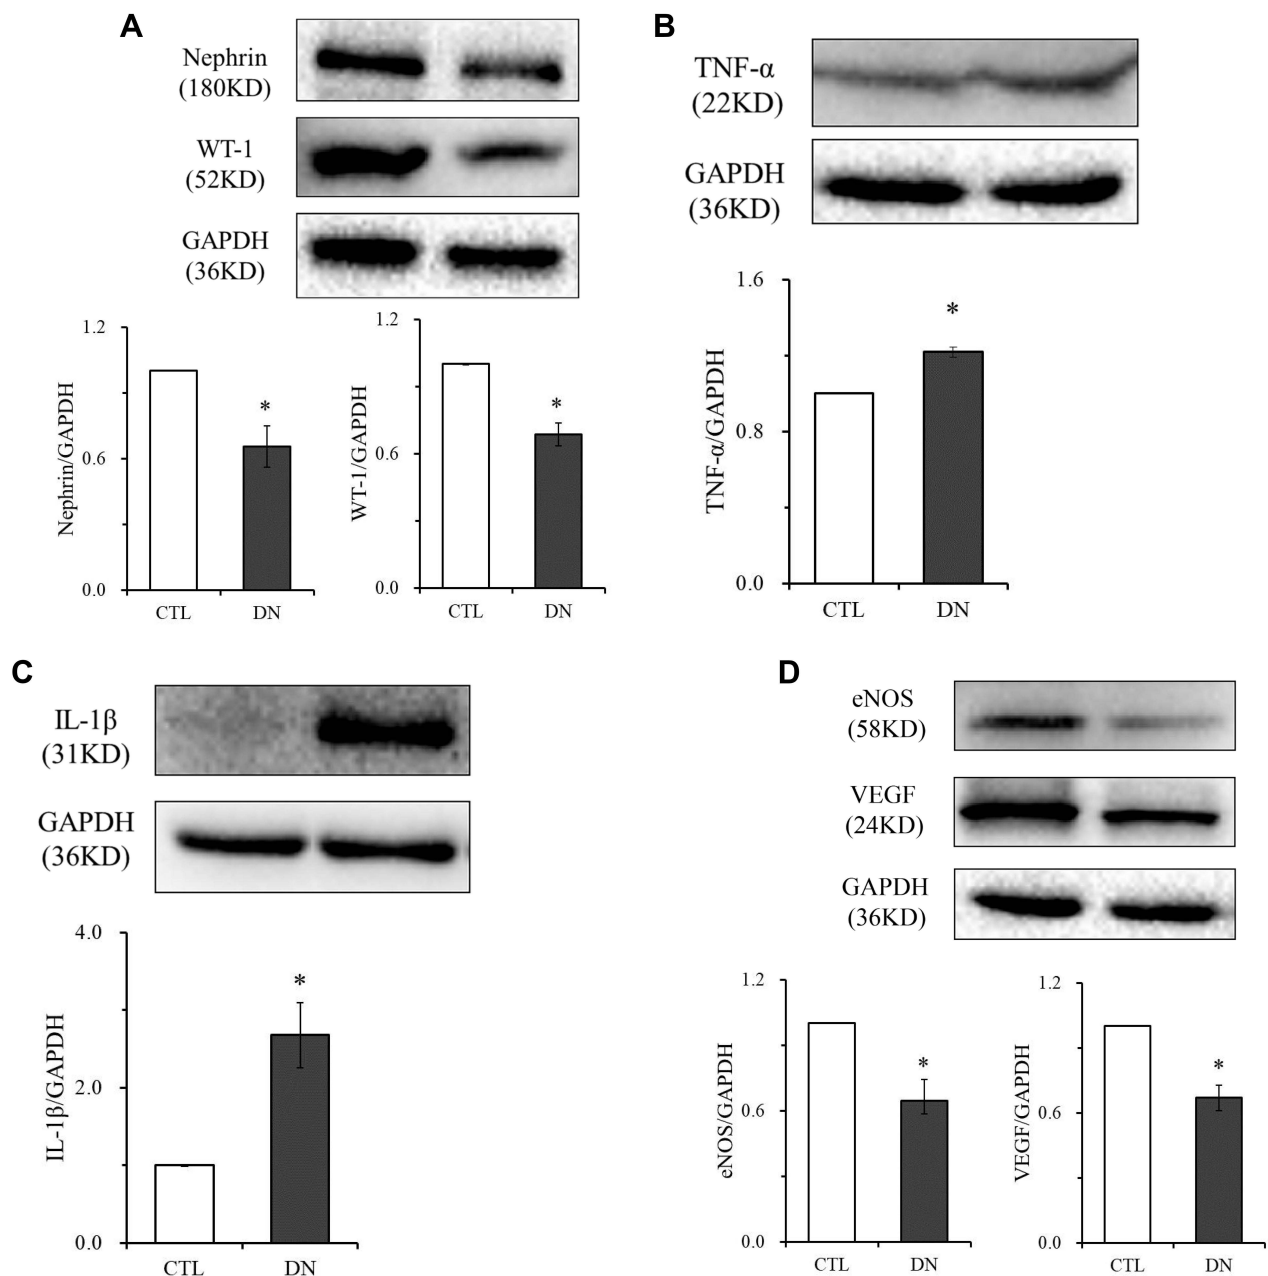 A
Nephrin
(180KD)
WT-1
(52KD)
GAPDH
(36KD)
1.2
0.6
0.0
Nephrin/GAPDH
*
CTL
DN
1.2
0.6
0.0
WT-1/GAPDH
*
CTL
DN
B
TNF-α
(22KD)
GAPDH
(36KD)
1.6
0.8
0.0
TNF-α/GAPDH
*
CTL
DN
C
IL-1β
(31KD)
GAPDH
(36KD)
4.0
2.0
0.0
IL-1β/GAPDH
*
CTL
DN
D
eNOS
(58KD)
VEGF
(24KD)
GAPDH
(36KD)
1.2
0.6
0.0
eNOS/GAPDH
*
CTL
DN
1.2
0.6
0.0
VEGF/GAPDH
*
CTL
DN